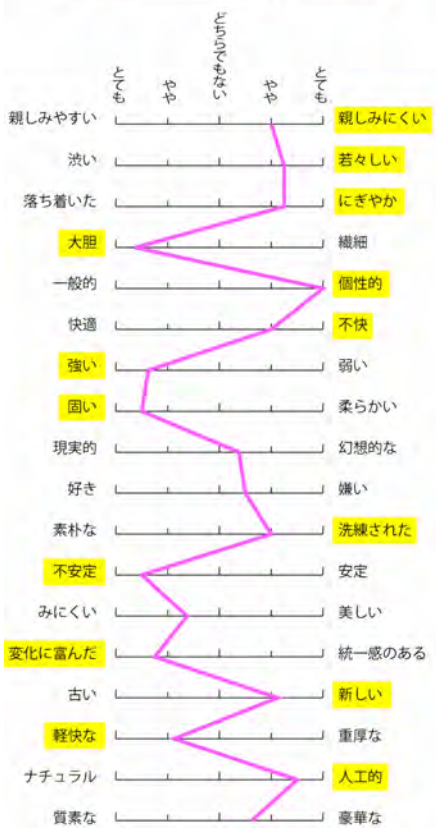 とても
やや
どちらでもない
やや
とても
親しみやすい 親しみにくい
渋い 若々しい
落ち着いた にぎやか
大胆 繊細
一般的 個性的
快適 不快
強い 弱い
固い 柔らかい
現実的 幻想的な
好き 嫌い
素朴な 洗練された
不安定 安定
みにくい 美しい
変化に富んだ 統一感のある
古い 新しい
軽快な 重厚な
ナチュラル 人工的
質素な 豪華な